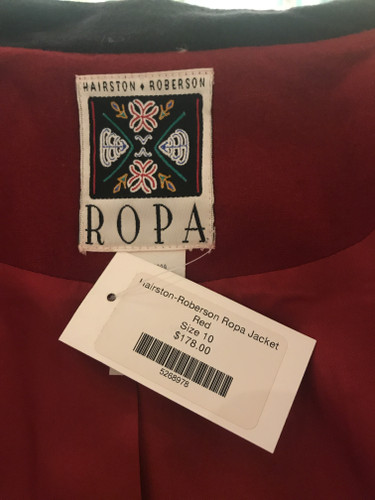 HAIRSTON ♦ ROBERSON
ROPA
Hairston-Roberson Ropa Jacket
Red
Size 10
$178.00
5268978